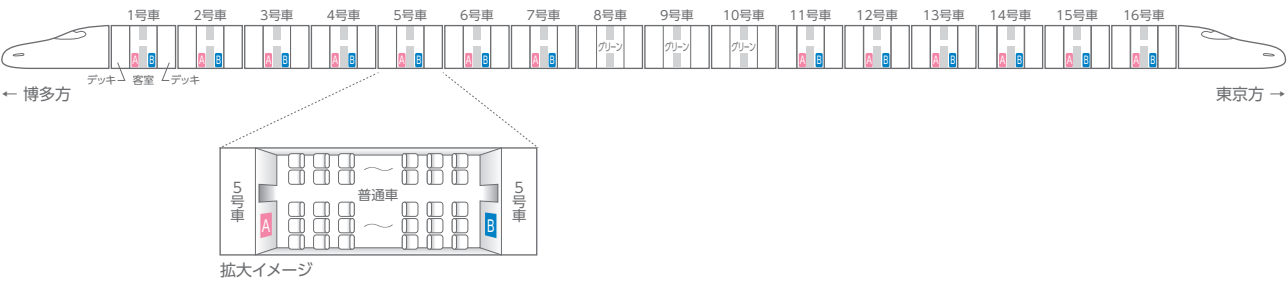 1号車 2号車 3号車 4号車 5号車 6号車 7号車 8号車 9号車 10号車 11号車 12号車 13号車 14号車 15号車 16号車
グリーン グリーン グリーン
A B A B A B A B A B A B A B A B A B A B A B A B A B
デッキ 客室 デッキ
← 博多方 東京方 →
5号車 普通車 5号車
A B
拡大イメージ